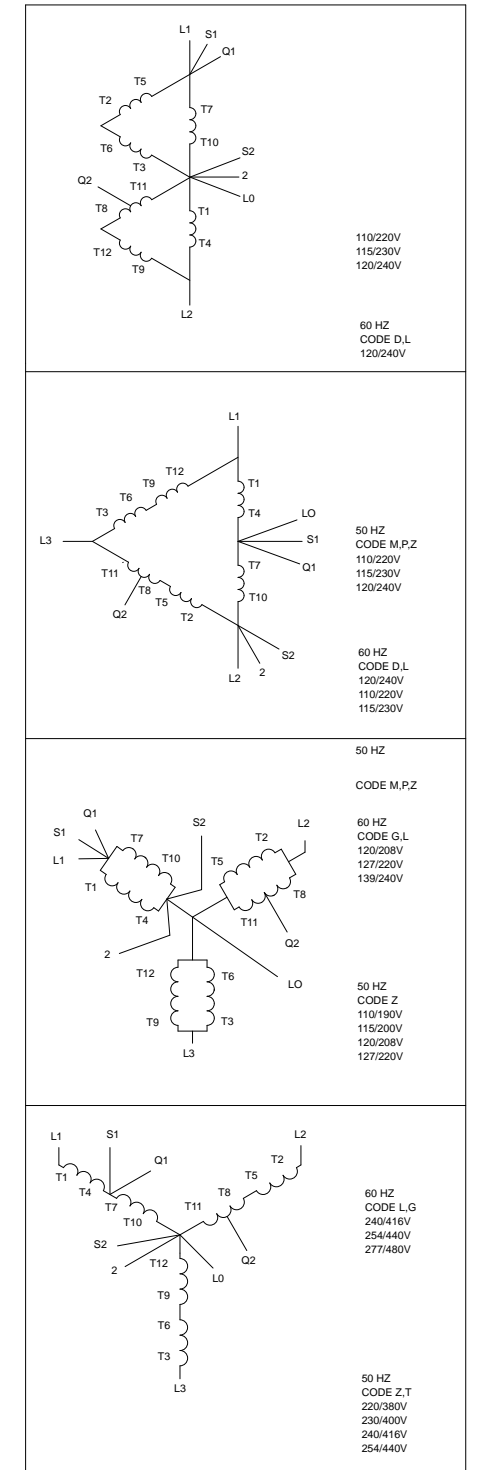 L1
S1
Q1
T5
T2
T7
T6
T10
T3
S2
Q2
T11
2
L0
T8
T1
T12
T4
T9
L2
110/220V
115/230V
120/240V
60 HZ
CODE D,L
120/240V
L1
T12
T9
T1
T6
T3
T4
LO
L3
S1
T11
T7
Q1
T8
T5
Q2
T2
T10
S2
L2
2
50 HZ
CODE M,P,Z
110/220V
115/230V
120/240V
60 HZ
CODE D,L
120/240V
110/220V
115/230V
50 HZ
CODE M,P,Z
Q1
S1
T7
S2
T2
L2
L1
T10
T5
T1
T8
T4
T11
Q2
2
T12
T6
LO
T9
T3
L3
60 HZ
CODE G,L
120/208V
127/220V
139/240V
50 HZ
CODE Z
110/190V
115/200V
120/208V
127/220V
L1
S1
L2
Q1
T2
T1
T5
T4
T8
T7
T11
T10
S2
Q2
2
T12
L0
T9
T6
T3
L3
60 HZ
CODE L,G
240/416V
254/440V
277/480V
50 HZ
CODE Z,T
220/380V
230/400V
240/416V
254/440V